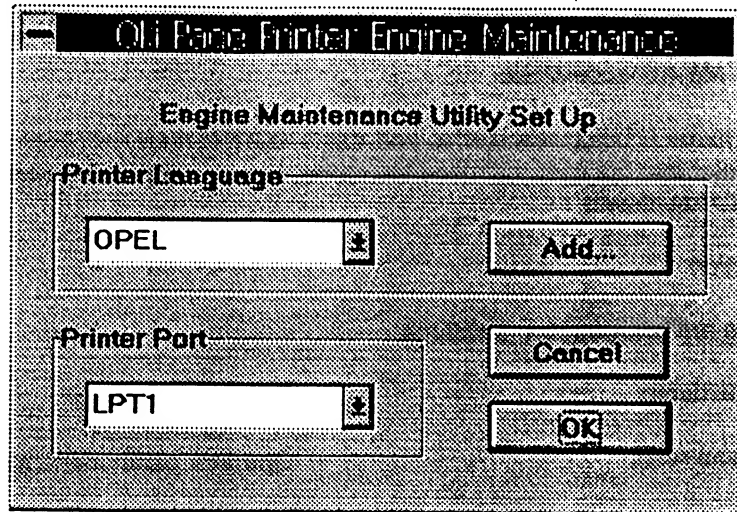 Oki Page Printer Engine Maintenance
Engine Maintenance Utility Set Up
Printer Language
OPEL
Add...
Printer Port
Cancel
LPT1
OK